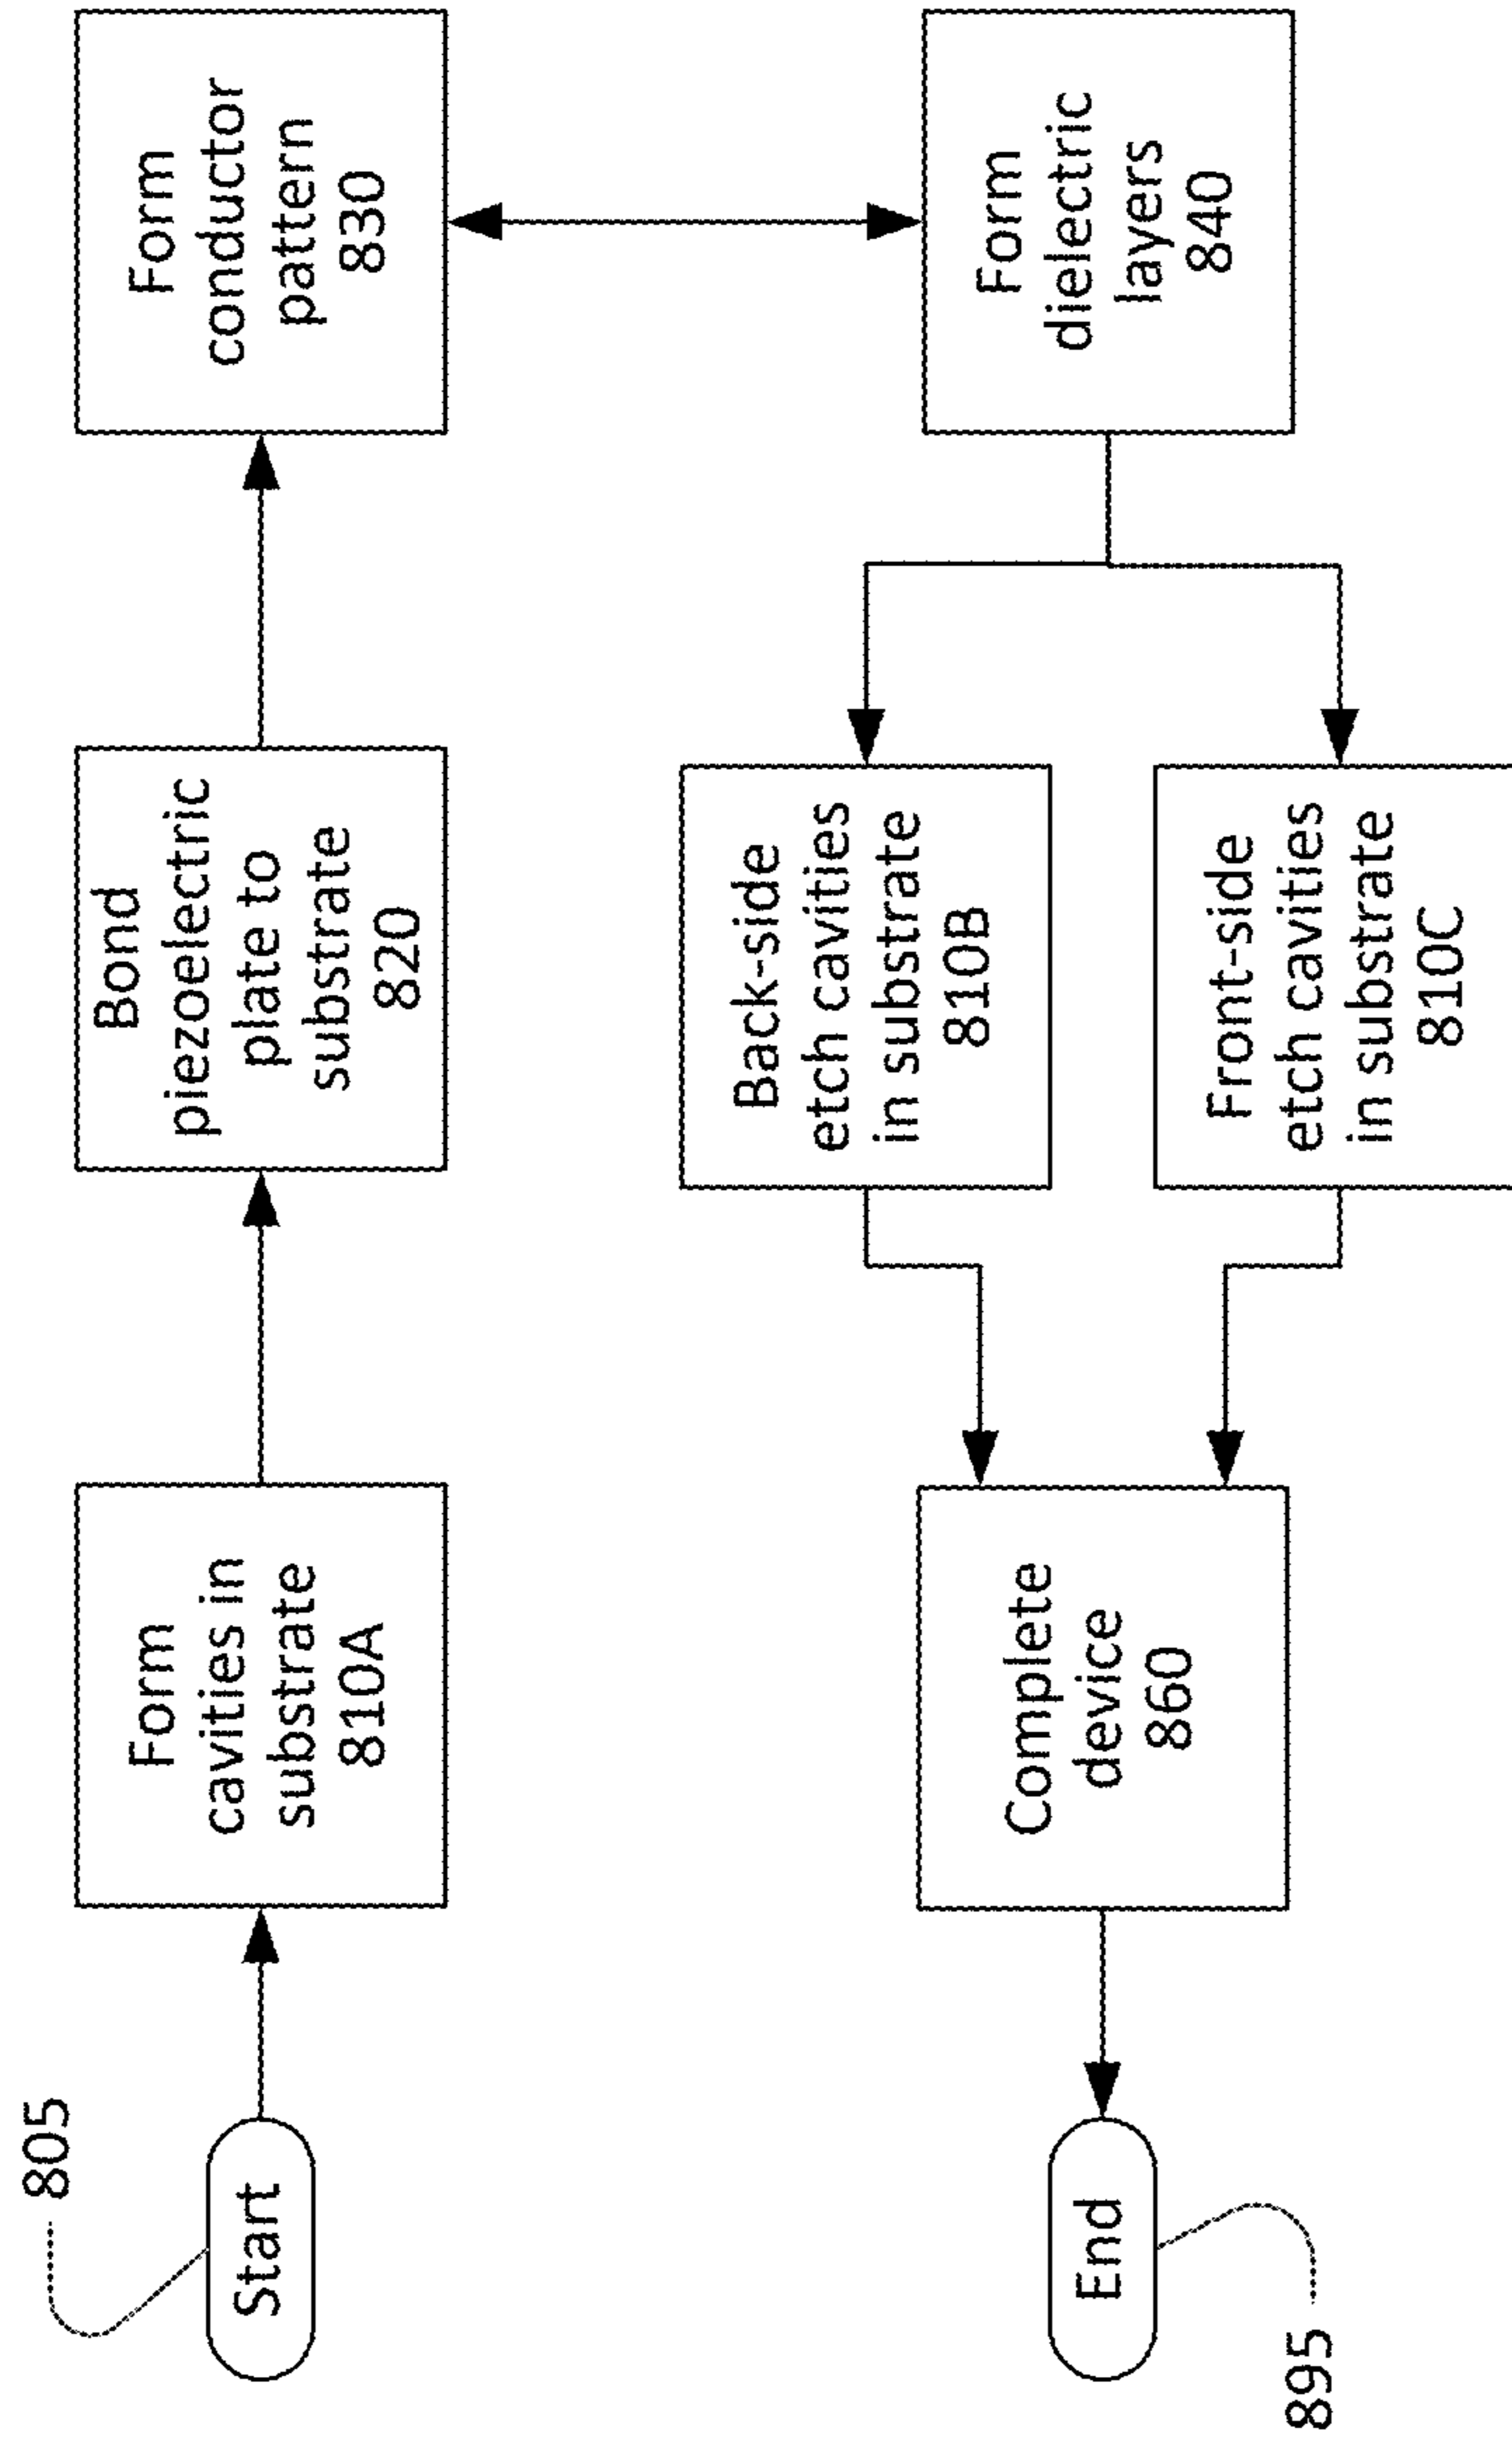 805
Start
Form
cavities in
substrate
810A
Bond
piezoelectric
plate to
substrate
820
Form
conductor
pattern
830
Form
dielectric
layers
840
Back-side
etch cavities
in substrate
810B
Front-side
etch cavities
in substrate
810C
Complete
device
860
End
895